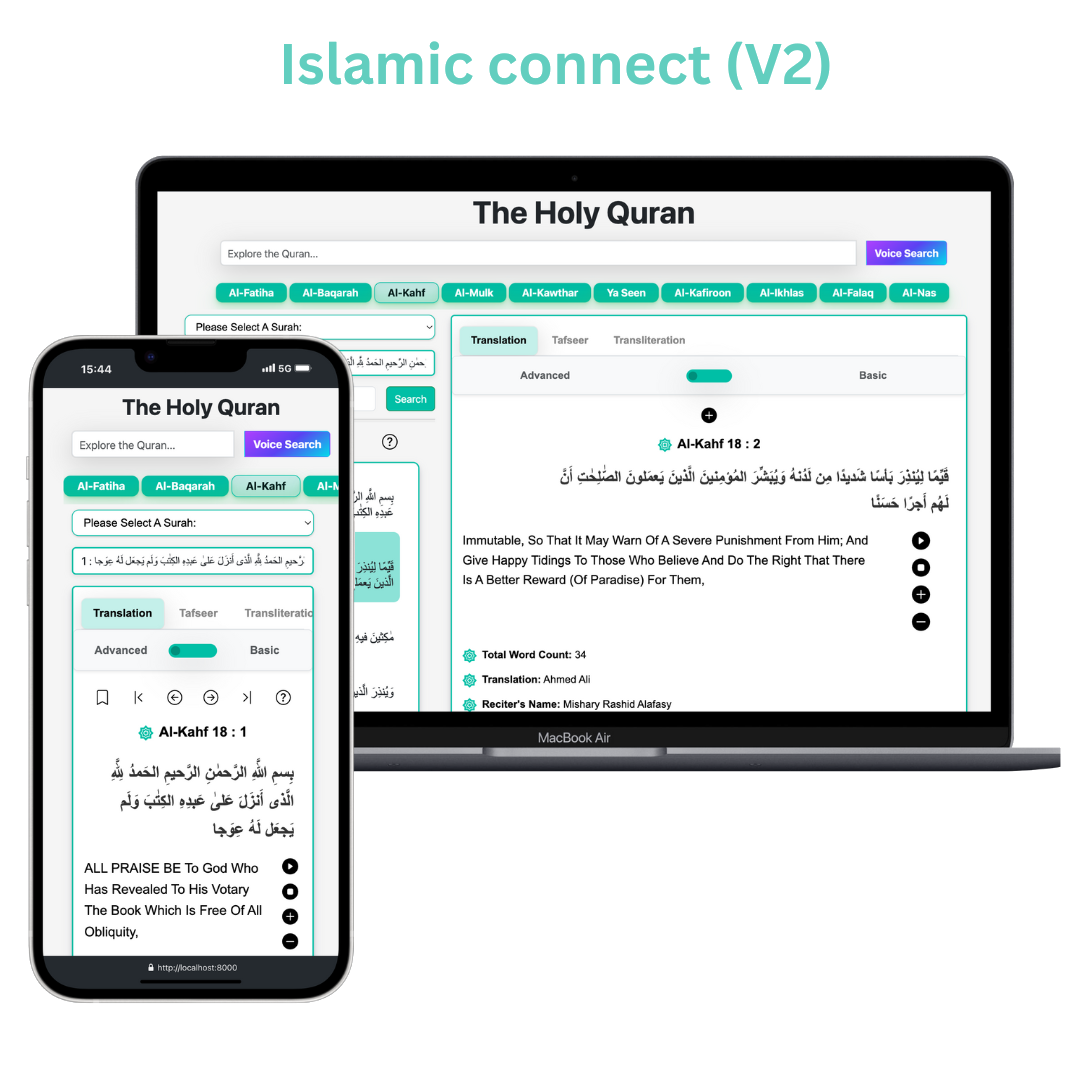 Islamic connect (V2)
The Holy Quran
Explore the Quran...
Voice Search
Al-Fatiha
Al-Baqarah
Al-Kahf
Al-Mulk
Al-Kawthar
Ya Seen
Al-Kafiroon
Al-Ikhlas
Al-Falaq
Al-Nas
Please Select A Surah:
Search
?
بِسمِ اللَّهِ
عَبدِهِ
قَيِّمًا لِيُنذِرَ
الَّذينَ
مٰكِثينَ فيهِ
وَيُنذِرَ
Translation
Tafseer
Transliteration
Advanced
Basic
Al-Kahf 18 : 2
قَيِّمًا لِيُنذِرَ بَأسًا شَديدًا مِن لَدُنهُ وَيُبَشِّرَ المُؤمِنينَ الَّذينَ يَعمَلونَ الصّٰلِحٰتِ أَنَّ
لَهُم أَجرًا حَسَنًا
Immutable, So That It May Warn Of A Severe Punishment From Him; And
Give Happy Tidings To Those Who Believe And Do The Right That There
Is A Better Reward (Of Paradise) For Them,
Total Word Count: 34
Translation: Ahmed Ali
Reciter's Name: Mishary Rashid Alafasy
MacBook Air
15:44
5G
The Holy Quran
Explore the Quran...
Voice Search
Al-Fatiha
Al-Baqarah
Al-Kahf
Please Select A Surah:
1 : الرَّحيمِ الحَمدُ لِلَّهِ الَّذى أَنزَلَ عَلىٰ عَبدِهِ الكِتٰبَ وَلَم يَجعَل لَهُ عِوَجا
Translation
Tafseer
Advanced
Basic
?
Al-Kahf 18 : 1
بِسمِ اللَّهِ الرَّحمٰنِ الرَّحيمِ الحَمدُ لِلَّهِ
الَّذى أَنزَلَ عَلىٰ عَبدِهِ الكِتٰبَ وَلَم
يَجعَل لَهُ عِوَجا
ALL PRAISE BE To God Who
Has Revealed To His Votary
The Book Which Is Free Of All
Obliquity,
http://localhost:8000